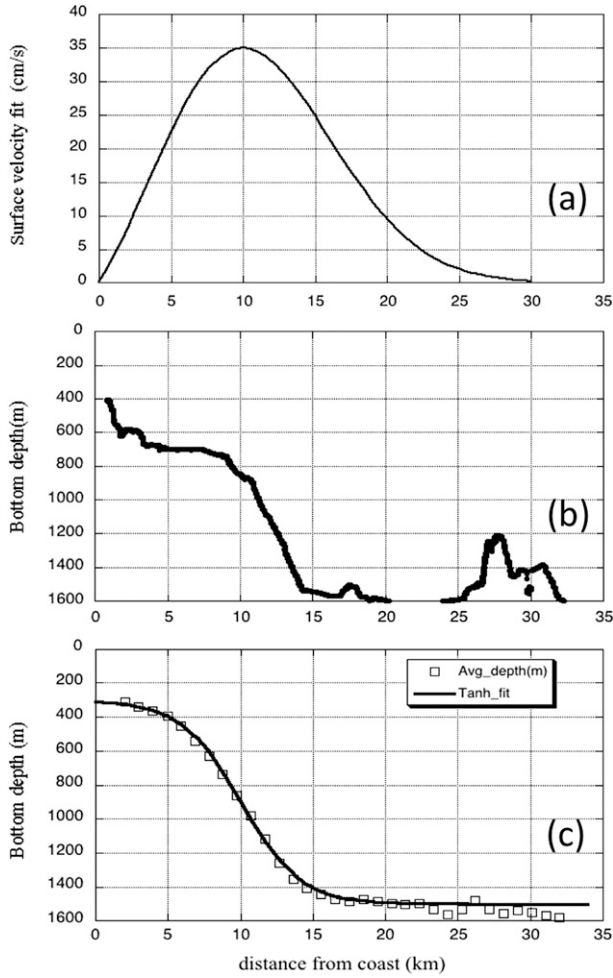 40
35
30
25
20
15
10
5
0
Surface velocity fit (cm/s)
(a)
0 5 10 15 20 25 30 35
0
200
400
600
800
1000
1200
1400
1600
Bottom depth(m)
(b)
0 5 10 15 20 25 30 35
0
200
400
600
800
1000
1200
1400
1600
Bottom depth (m)
Avg_depth(m)
Tanh_fit
(c)
0 5 10 15 20 25 30 35
distance from coast (km)